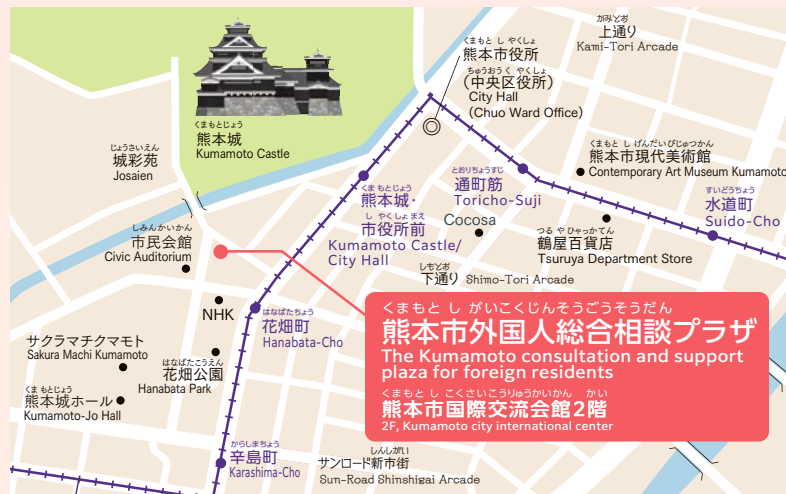 かみとお
上通り
Kami-Tori Arcade
くまもと し やくしょ
熊本市役所
ちゅうおう く やくしょ
(中央区役所)
City Hall
(Chuo Ward Office)
くまもとじょう
熊本城
Kumamoto Castle
じょうさいえん
城彩苑
Josaien
くまもと し げんだいびじゅつかん
熊本市現代美術館
Contemporary Art Museum Kumamoto
くま もとじょう
熊本城・
し やくしょ まえ
市役所前
Kumamoto Castle/
City Hall
とおりちょうすじ
通町筋
Toricho-Suji
すいどうちょう
水道町
Suido-Cho
Cocosa
つる や ひゃっかてん
鶴屋百貨店
Tsuruya Department Store
しみんかいかん
市民会館
Civic Auditorium
しもとお
下通り Shimo-Tori Arcade
NHK
はなばたちょう
花畑町
Hanabata-Cho
サクラマチクマモト
Sakura Machi Kumamoto
はなばたこうえん
花畑公園
Hanabata Park
くま もとじょう
熊本城ホール
Kumamoto-Jo Hall
くまもと し がいこくじんそうごうそうだん
熊本市外国人総合相談プラザ
The Kumamoto consultation and support
plaza for foreign residents
くまもと し こくさいこうりゅうかいかん かい
熊本市国際交流会館2階
2F, Kumamoto city international center
からしまちょう
辛島町
Karashima-Cho
しんしがい
サンロード新市街
Sun-Road Shinshigai Arcade